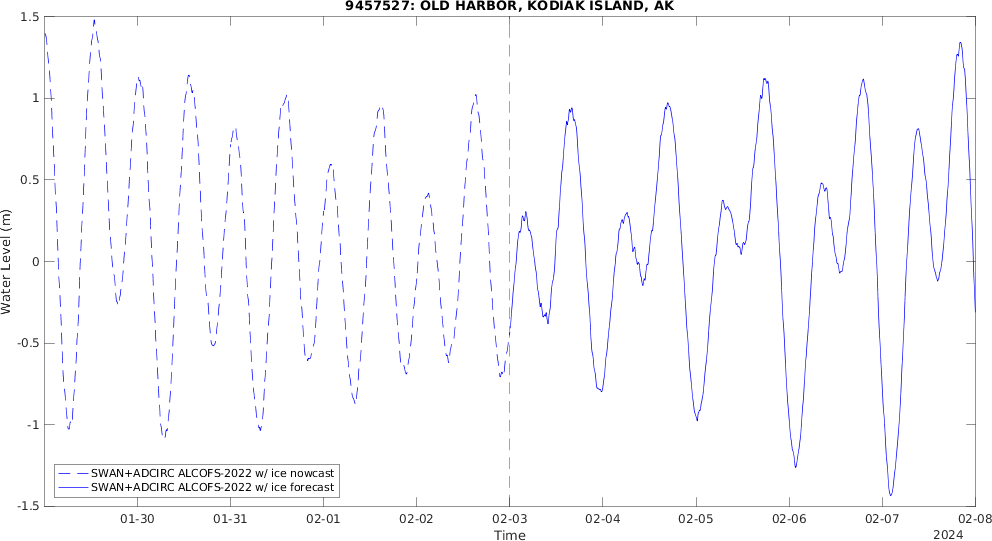 9457527: OLD HARBOR, KODIAK ISLAND, AK
1.5
1
0.5
0
-0.5
-1
-1.5
Water Level (m)
SWAN+ADCIRC ALCOFS-2022 w/ ice nowcast
SWAN+ADCIRC ALCOFS-2022 w/ ice forecast
01-30 01-31 02-01 02-02 02-03 02-04 02-05 02-06 02-07 02-08
Time
2024